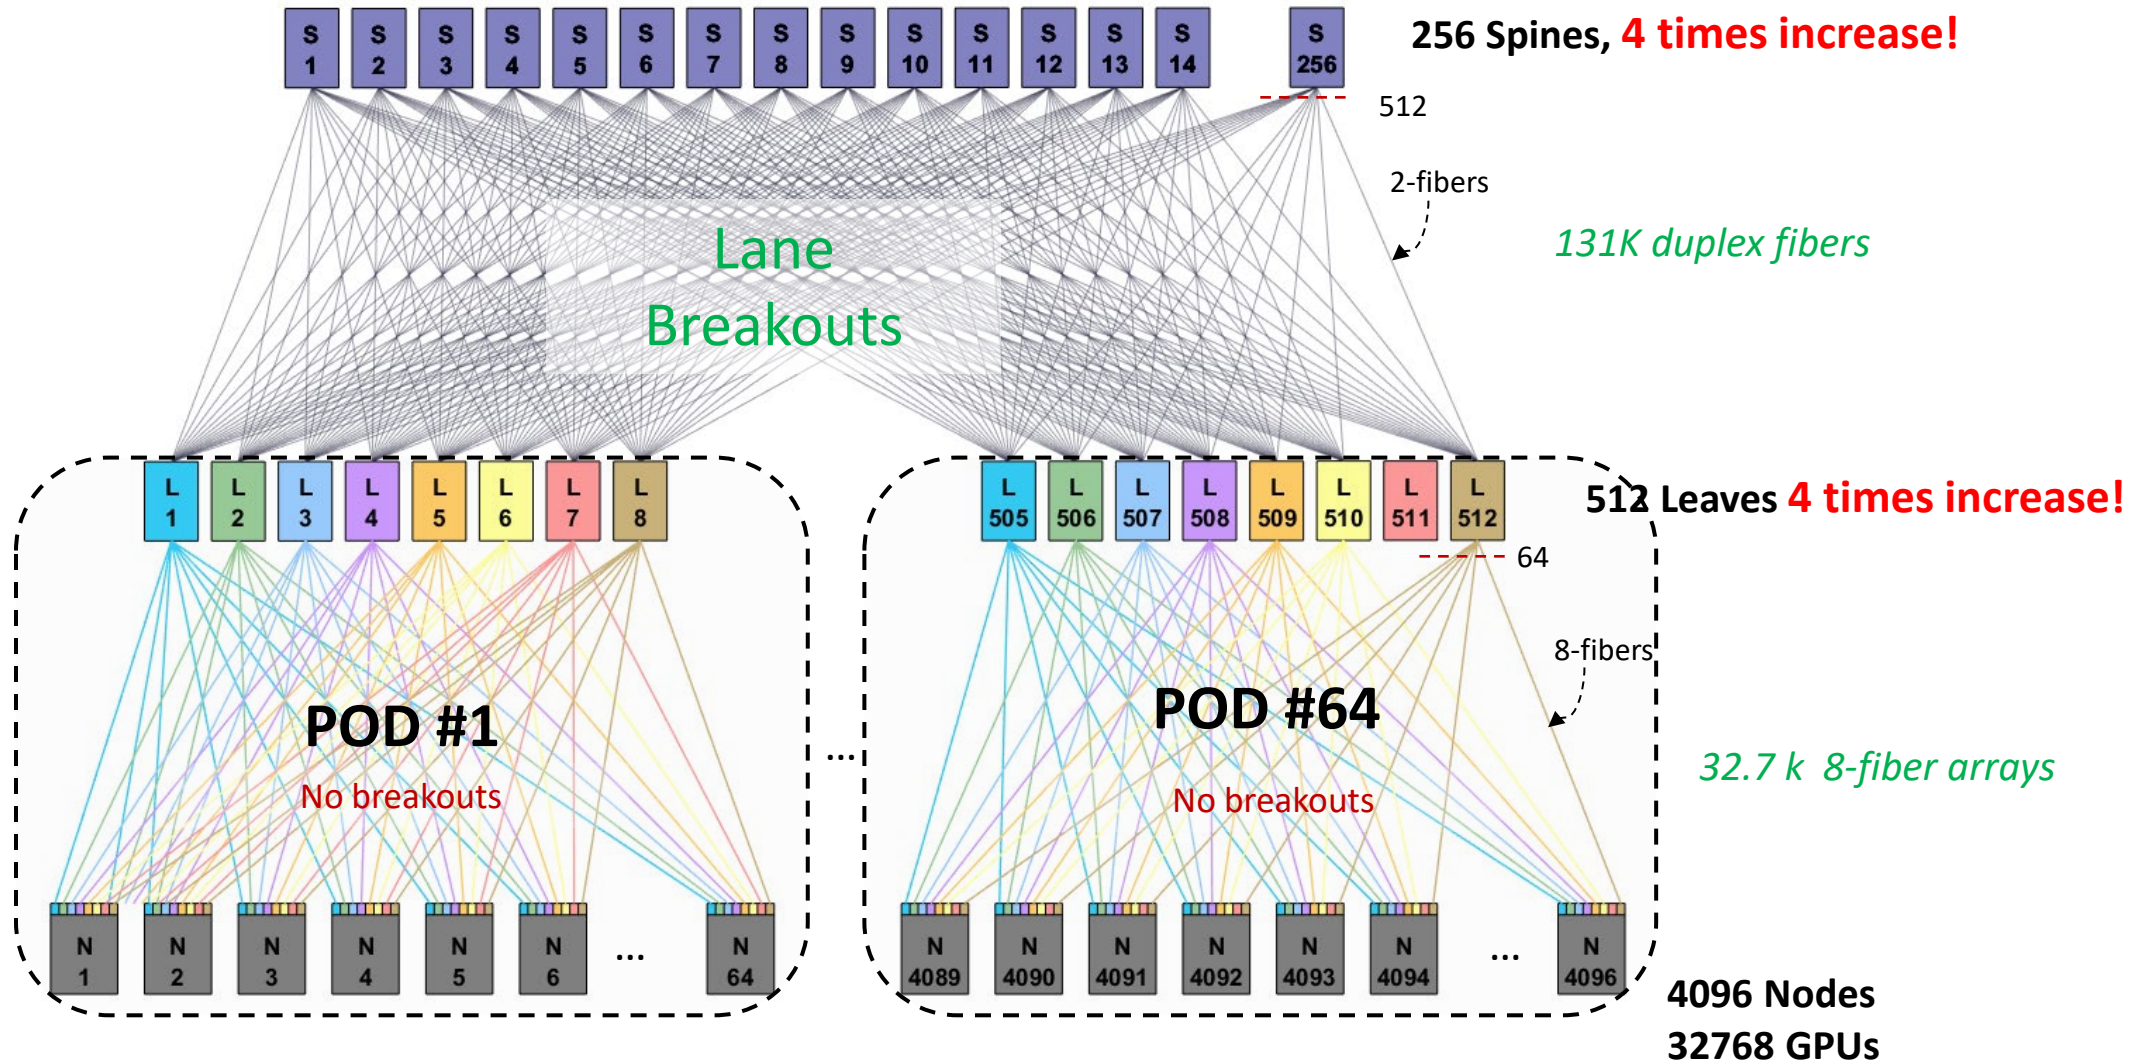 S 1
S 2
S 3
S 4
S 5
S 6
S 7
S 8
S 9
S 10
S 11
S 12
S 13
S 14
S 256
256 Spines, 4 times increase!
512
2-fibers
131K duplex fibers
Lane
Breakouts
L 1
L 2
L 3
L 4
L 5
L 6
L 7
L 8
L 505
L 506
L 507
L 508
L 509
L 510
L 511
L 512
512 Leaves 4 times increase!
64
8-fibers
POD #1
No breakouts
...
POD #64
No breakouts
32.7 k 8-fiber arrays
N 1
N 2
N 3
N 4
N 5
N 6
...
N 64
N 4089
N 4090
N 4091
N 4092
N 4093
N 4094
...
N 4096
4096 Nodes
32768 GPUs